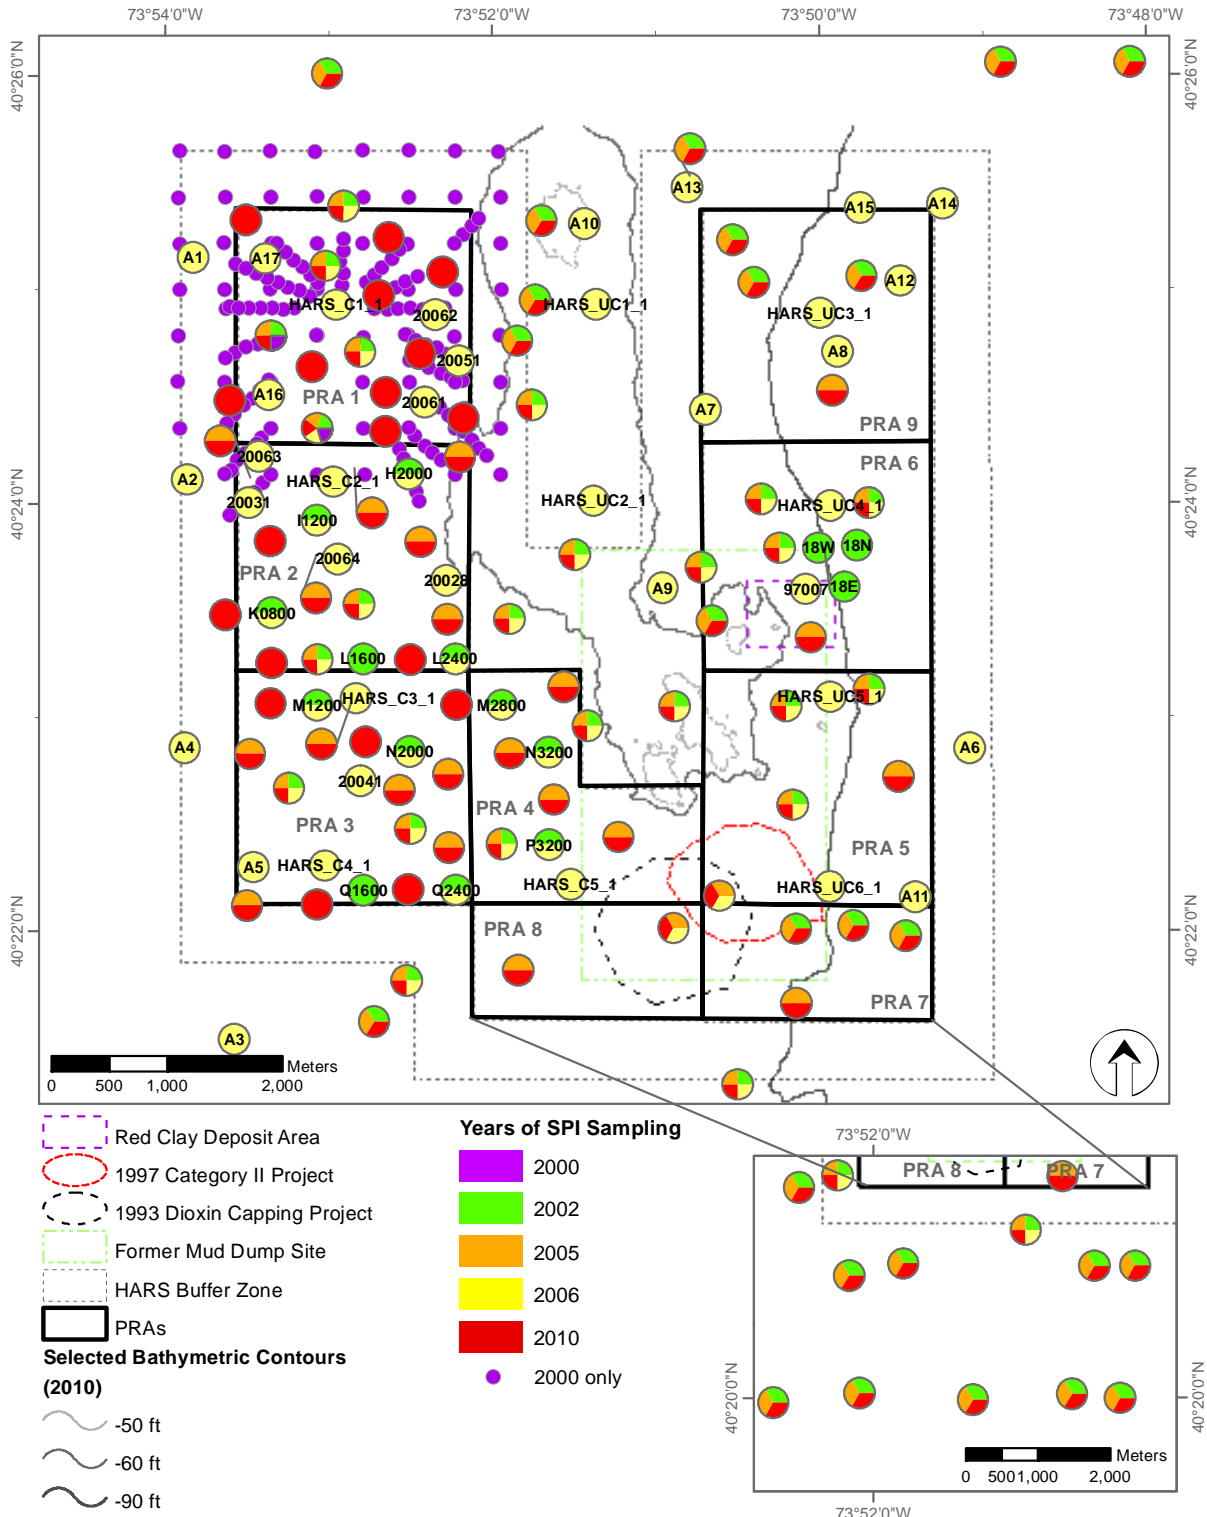 73°54'0"W
73°52'0"W
73°50'0"W
73°48'0"W
40°26'0"N
40°26'0"N
A13
A15
A14
A10
A1
A17
A12
HARS_C1_1
20062
HARS_UC1_1
HARS_UC3_1
A8
20051
A16
PRA 1
20061
A7
PRA 9
20063
PRA 6
A2
HARS_C2_1
H2000
20031
HARS_UC2_1
HARS_UC4_1
40°24'0"N
40°24'0"N
I1200
18W
18N
20064
PRA 2
20028
A9
97007
18E
K0800
L1600
L2400
M1200
HARS_C3_1
M2800
HARS_UC5_1
A4
N2000
N3200
A6
20041
PRA 4
PRA 3
P3200
PRA 5
A5
HARS_C4_1
Q1600
Q2400
HARS_C5_1
HARS_UC6_1
A11
40°22'0"N
40°22'0"N
PRA 8
PRA 7
A3
Meters
0 500 1,000 2,000
Red Clay Deposit Area
1997 Category II Project
1993 Dioxin Capping Project
Former Mud Dump Site
HARS Buffer Zone
PRAs
Selected Bathymetric Contours
(2010)
-50 ft
-60 ft
-90 ft
Years of SPI Sampling
2000
2002
2005
2006
2010
2000 only
73°52'0"W
PRA 8
PRA 7
40°20'0"N
40°20'0"N
Meters
0 5001,000 2,000
73°52'0"W